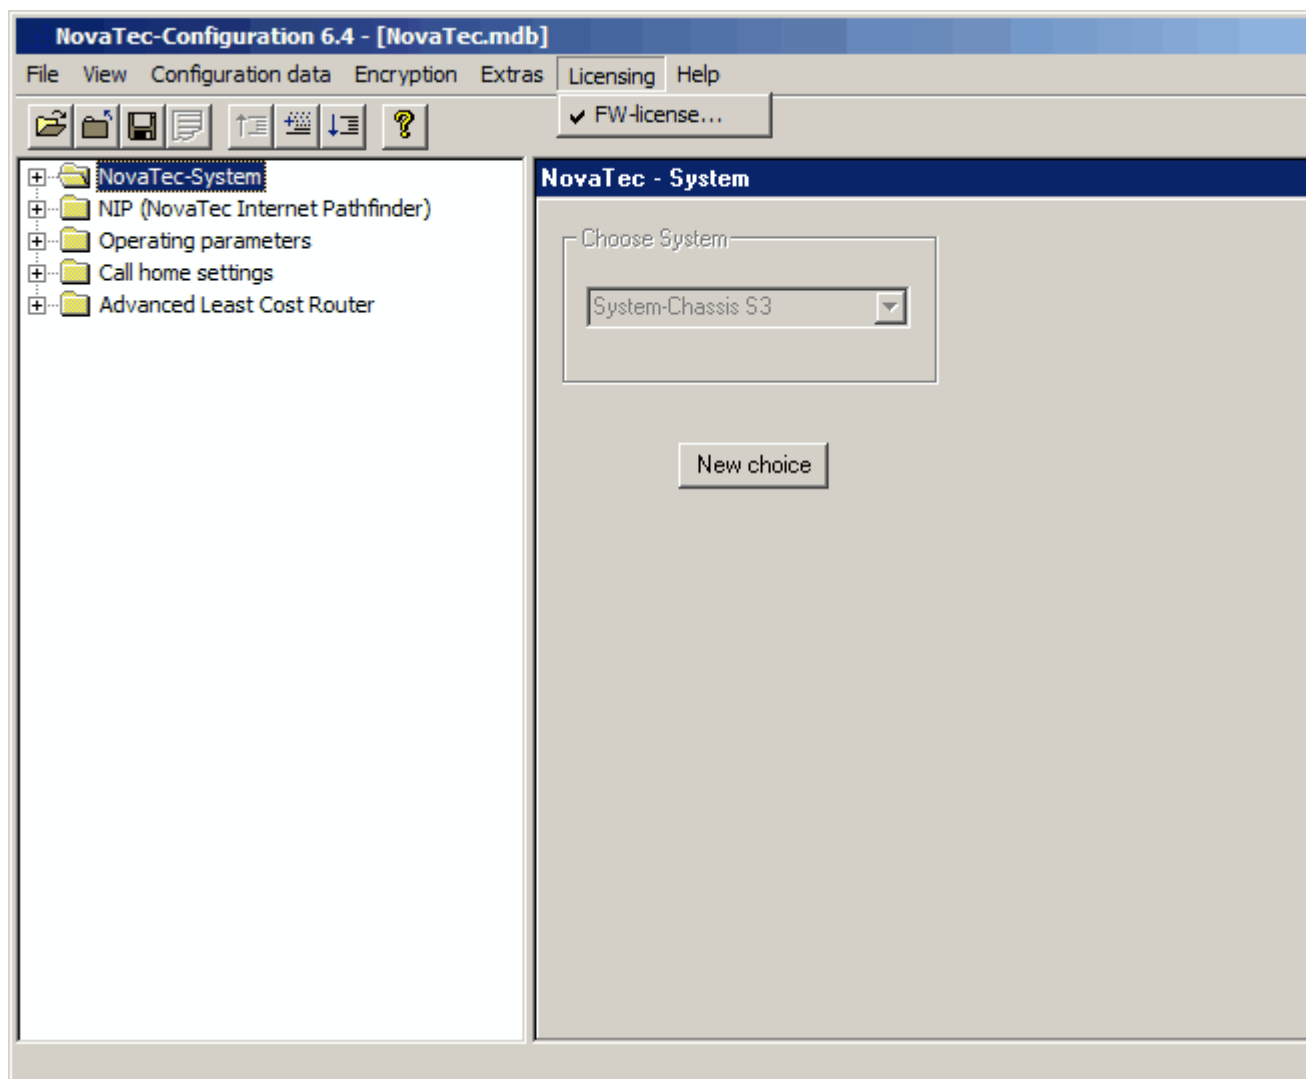 NovaTec-Configuration 6.4 - [NovaTec.mdb]
File View Configuration data Encryption Extras Licensing Help
FW-license...
NovaTec-System
NIP (NovaTec Internet Pathfinder)
Operating parameters
Call home settings
Advanced Least Cost Router
NovaTec - System
Choose System
System-Chassis S3
New choice